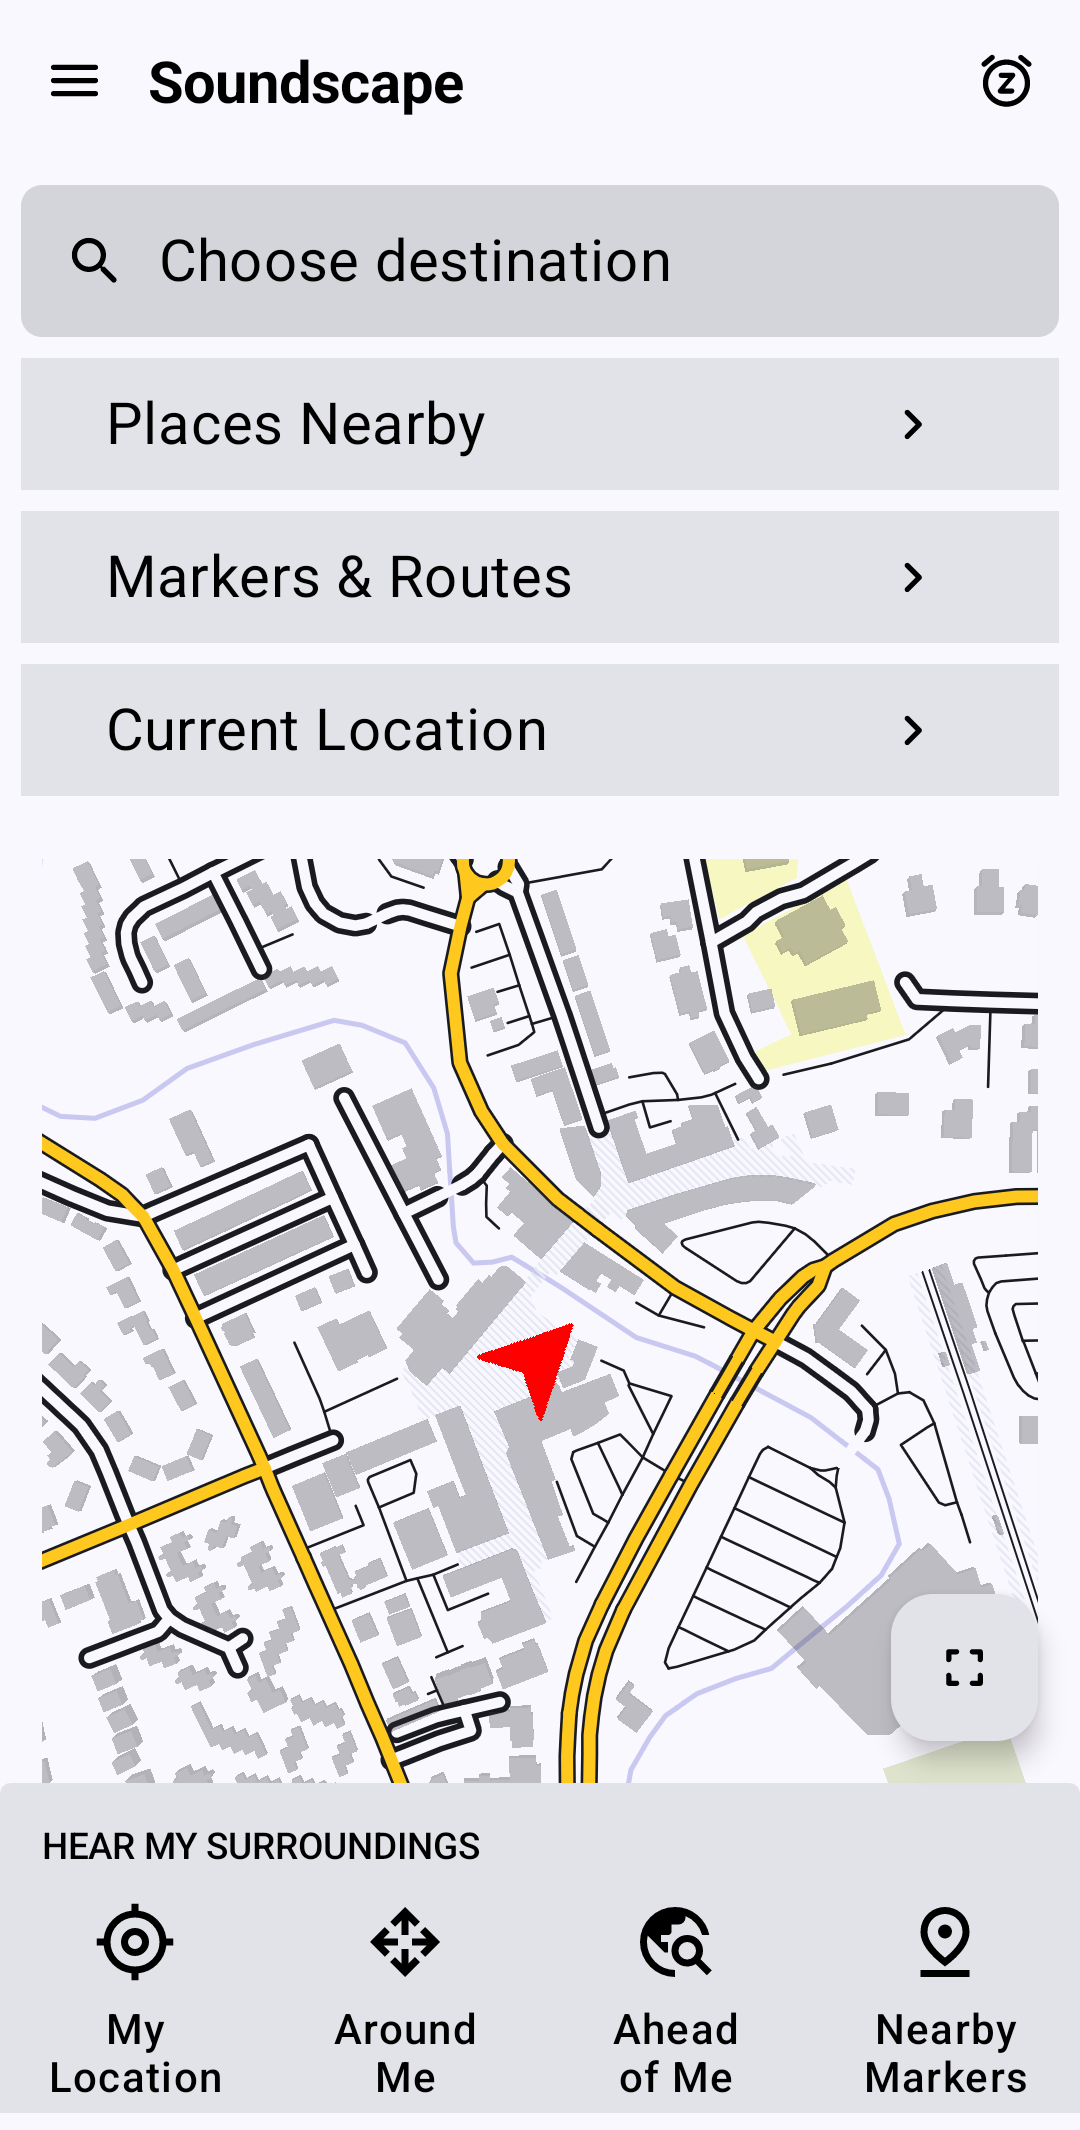 Soundscape
Choose destination
Places Nearby
Markers & Routes
Current Location
HEAR MY SURROUNDINGS
My
Location
Around
Me
Ahead
of Me
Nearby
Markers